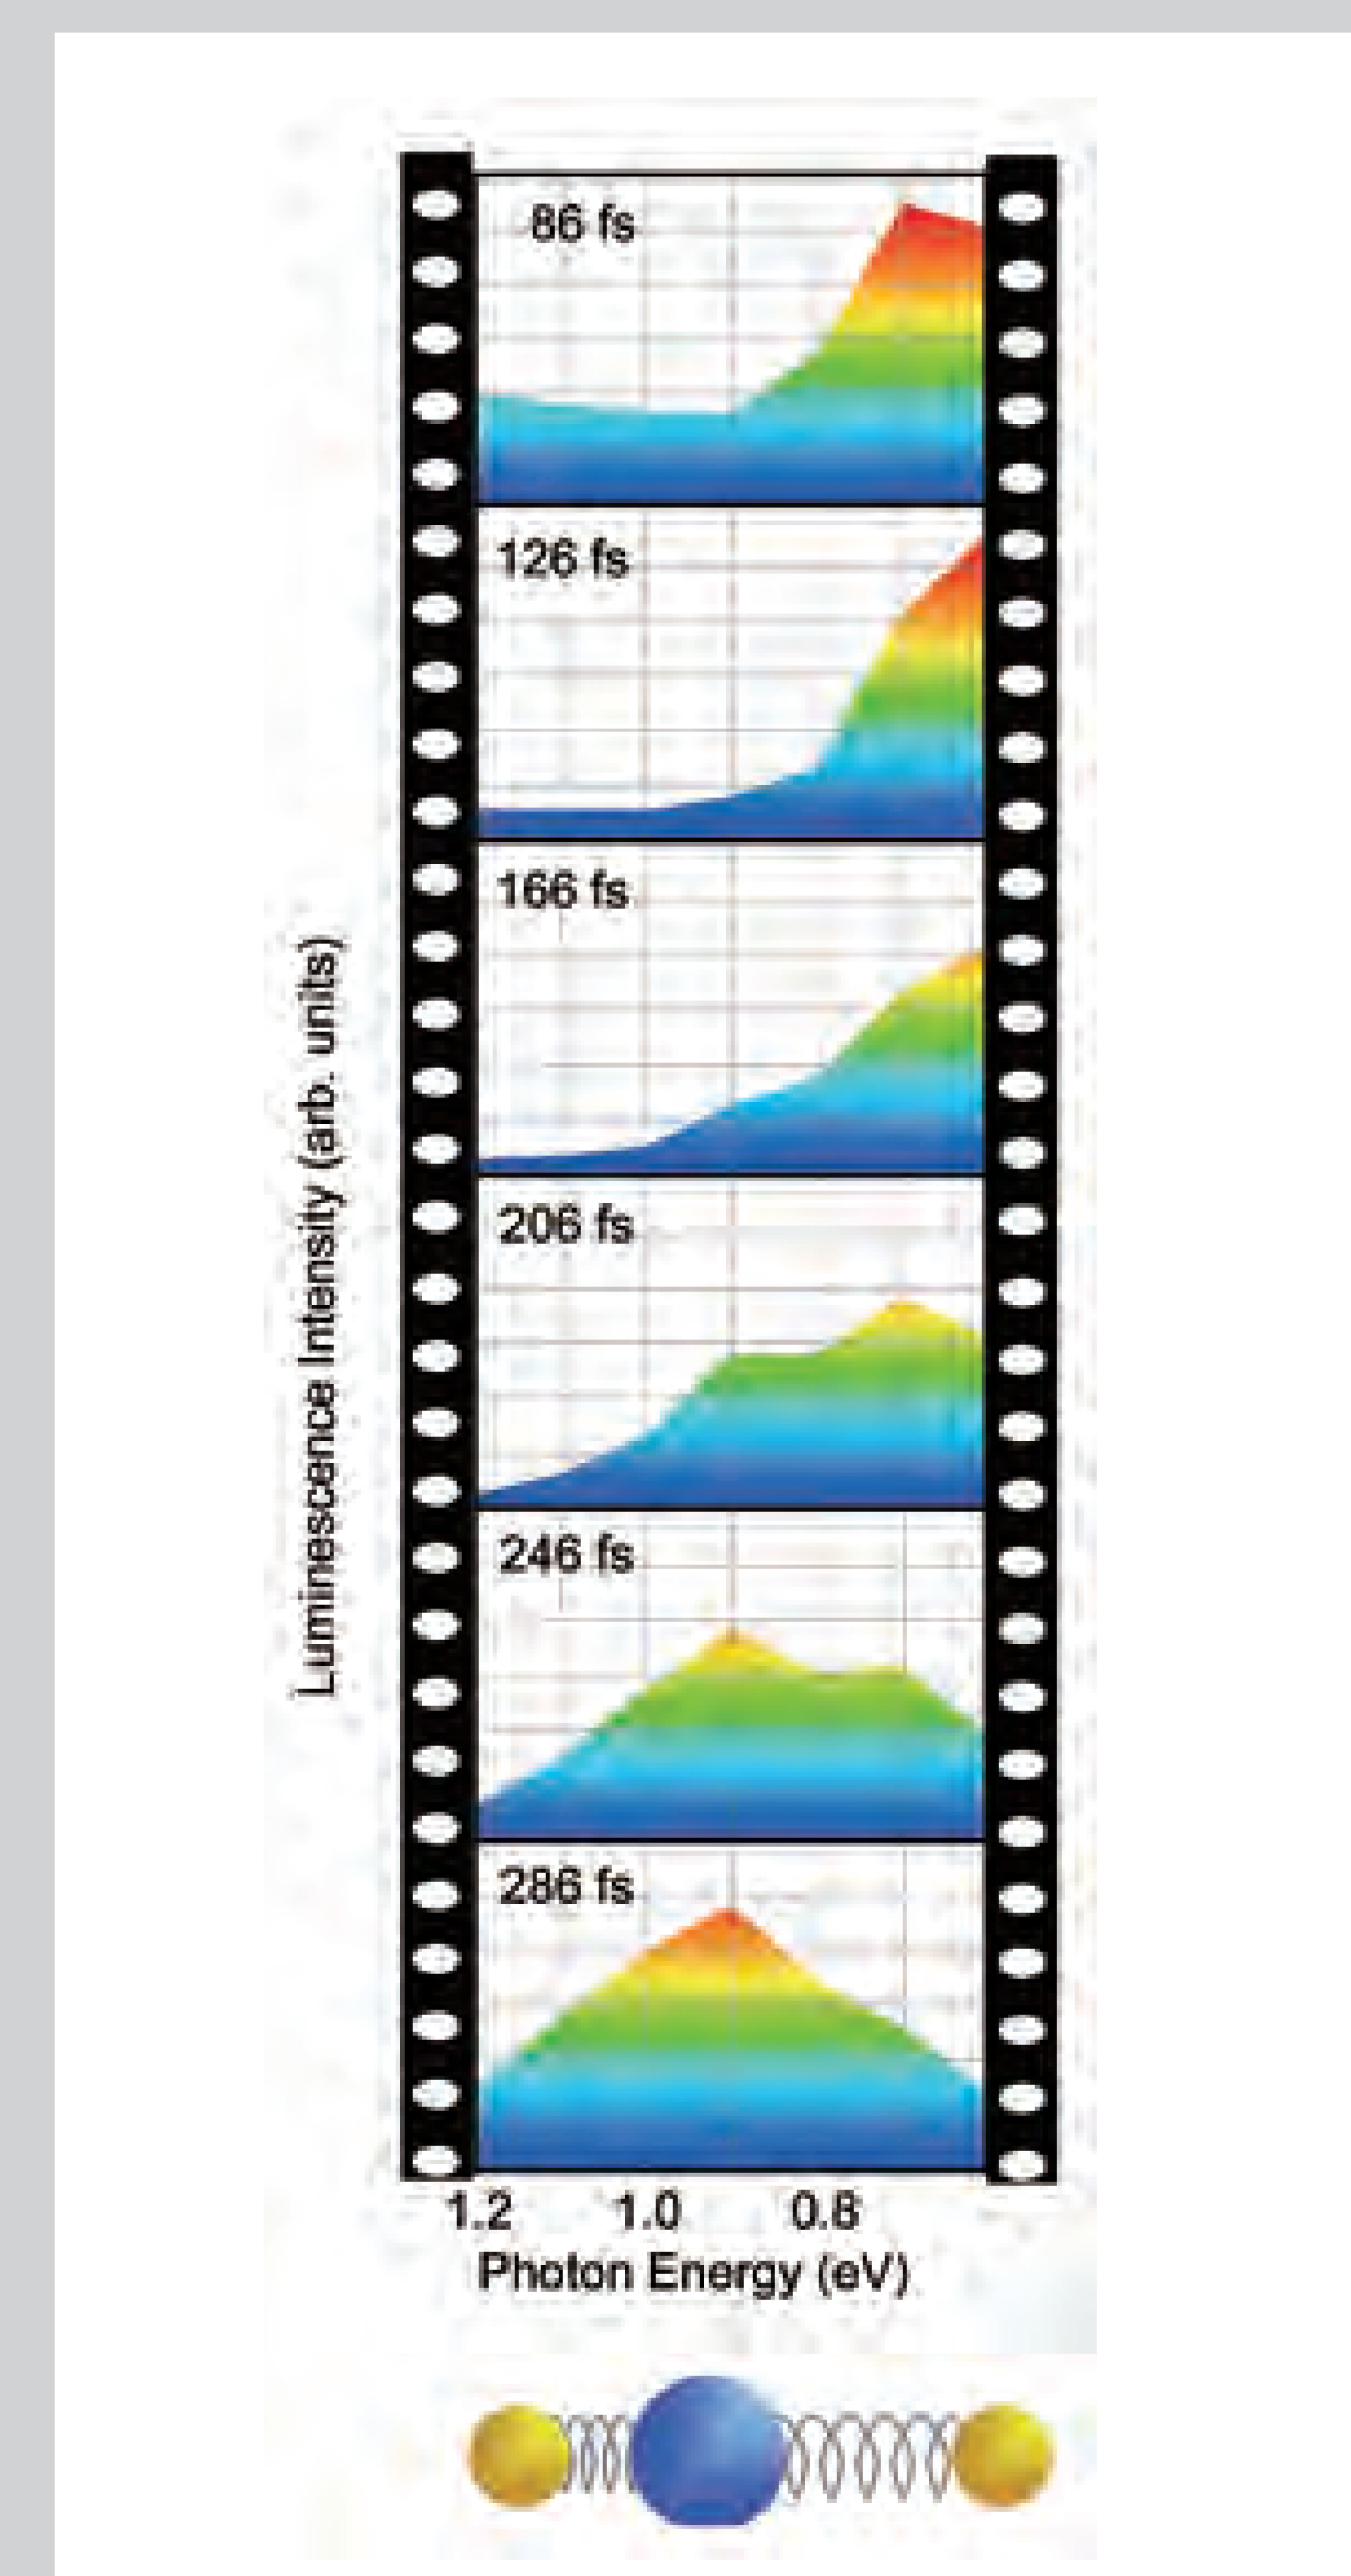 86 fs
126 fs
166 fs
206 fs
246 fs
286 fs
Luminescence Intensity (arb. units)
1.2 1.0 0.8
Photon Energy (eV)